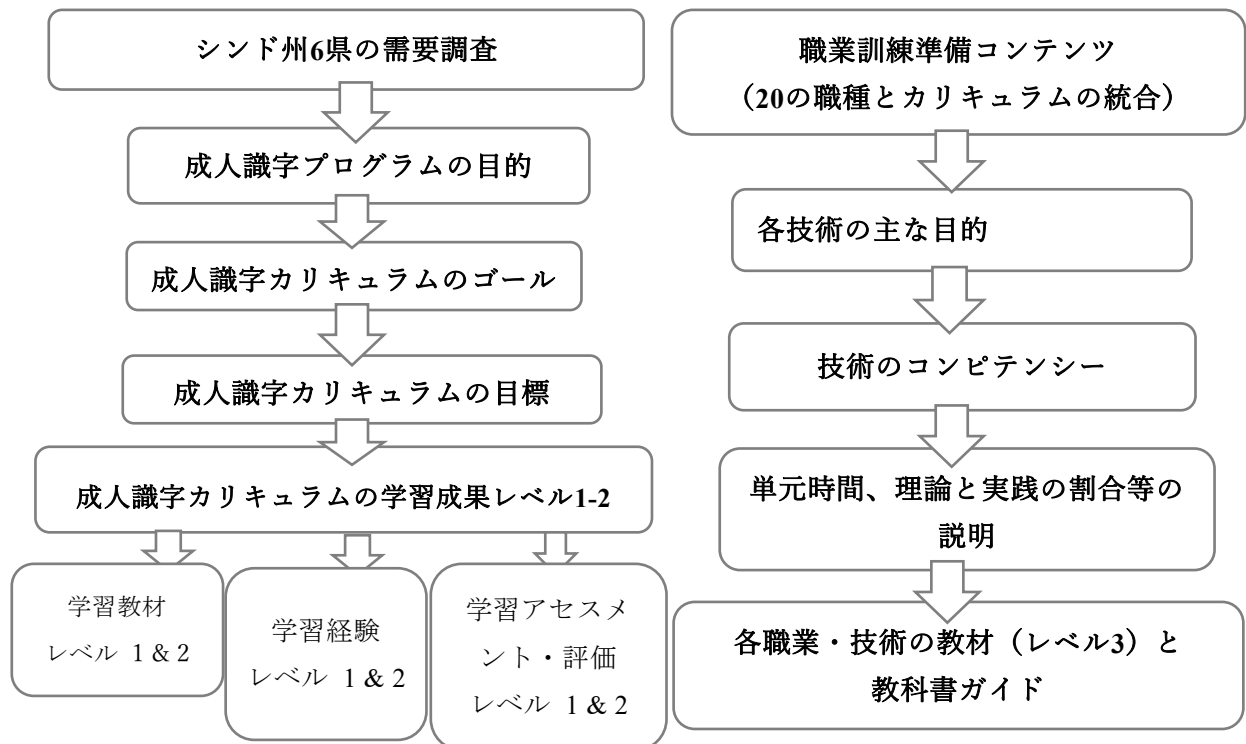 シンド州6県の需要調査
成人識字プログラムの目的
成人識字カリキュラムのゴール
成人識字カリキュラムの目標
成人識字カリキュラムの学習成果レベル1-2
学習教材
レベル 1 & 2
学習経験
レベル 1 & 2
学習アセスメ
ント・評価
レベル 1 & 2
職業訓練準備コンテンツ
（20の職種とカリキュラムの統合）
各技術の主な目的
技術のコンピテンシー
単元時間、理論と実践の割合等の
説明
各職業・技術の教材（レベル3）と
教科書ガイド